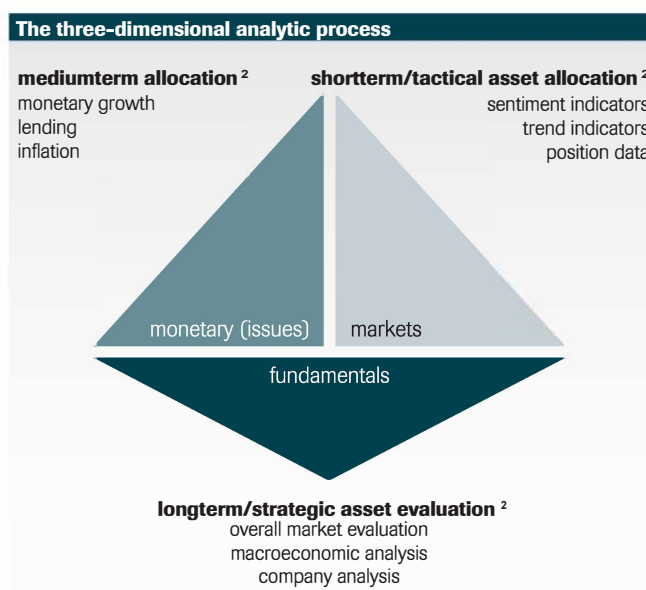 The three-dimensional analytic process
mediumterm allocation ²
monetary growth
lending
inflation
shortterm/tactical asset allocation ²
sentiment indicators
trend indicators
position data
monetary (issues)
markets
fundamentals
longterm/strategic asset evaluation ²
overall market evaluation
macroeconomic analysis
company analysis